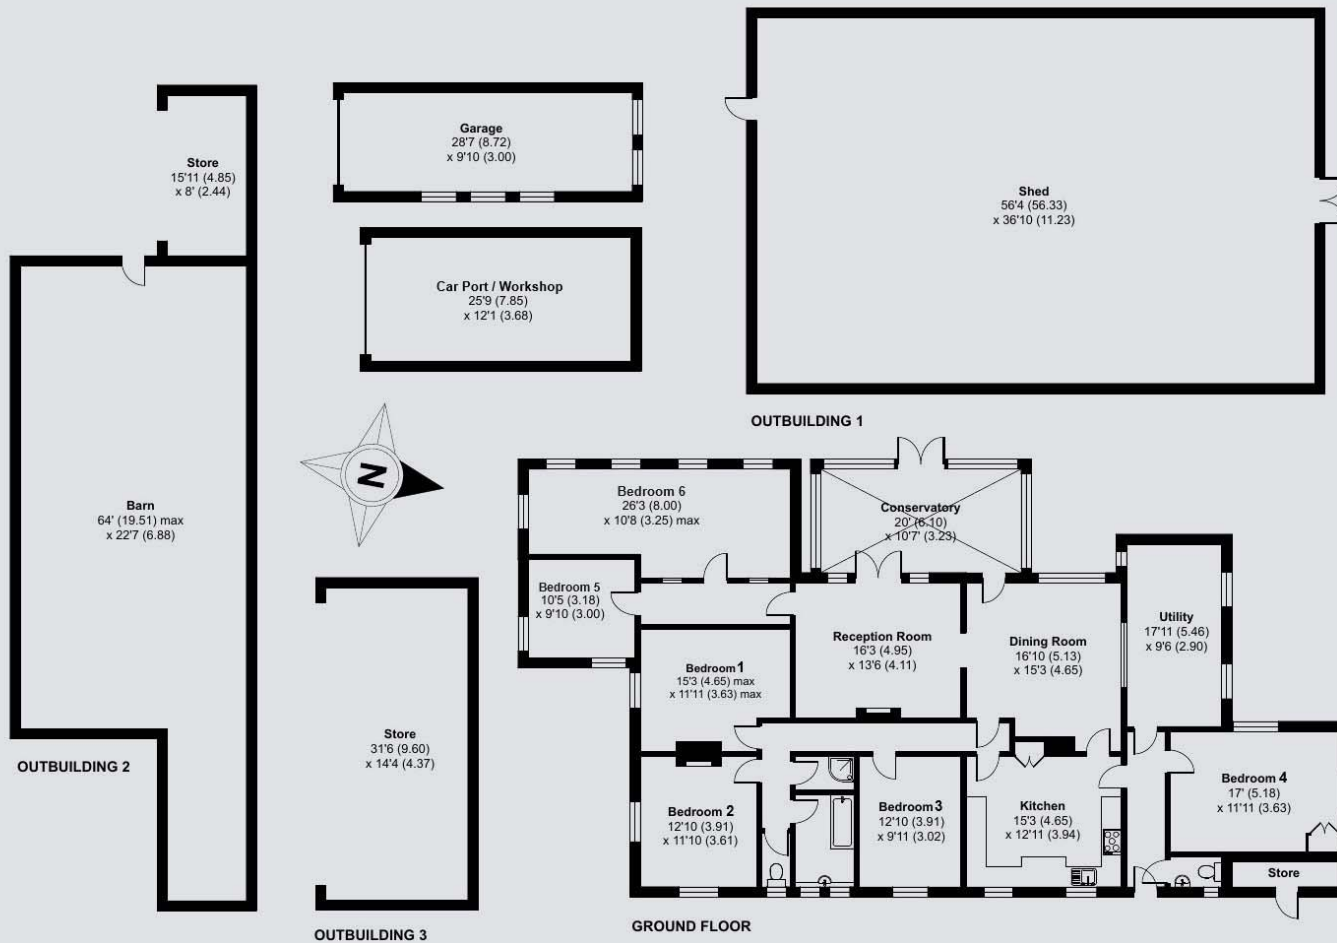 Store
15'11 (4.85)
x 8' (2.44)
Garage
28'7 (8.72)
x 9'10 (3.00)
Shed
56'4 (56.33)
x 36'10 (11.23)
Car Port / Workshop
25'9 (7.85)
x 12'1 (3.68)
OUTBUILDING 1
N
Barn
64' (19.51) max
x 22'7 (6.88)
OUTBUILDING 2
Store
31'6 (9.60)
x 14'4 (4.37)
OUTBUILDING 3
Bedroom 6
26'3 (8.00)
x 10'8 (3.25) max
Conservatory
20' (6.10)
x 10'7' (3.23)
Bedroom 5
10'5 (3.18)
x 9'10 (3.00)
Reception Room
16'3 (4.95)
x 13'6 (4.11)
Dining Room
16'10 (5.13)
x 15'3 (4.65)
Utility
17'11 (5.46)
x 9'6 (2.90)
Bedroom 1
15'3 (4.65) max
x 11'11 (3.63) max
Bedroom 2
12'10 (3.91)
x 11'10 (3.61)
Bedroom 3
12'10 (3.91)
x 9'11 (3.02)
Kitchen
15'3 (4.65)
x 12'11 (3.94)
Bedroom 4
17' (5.18)
x 11'11 (3.63)
Store
GROUND FLOOR